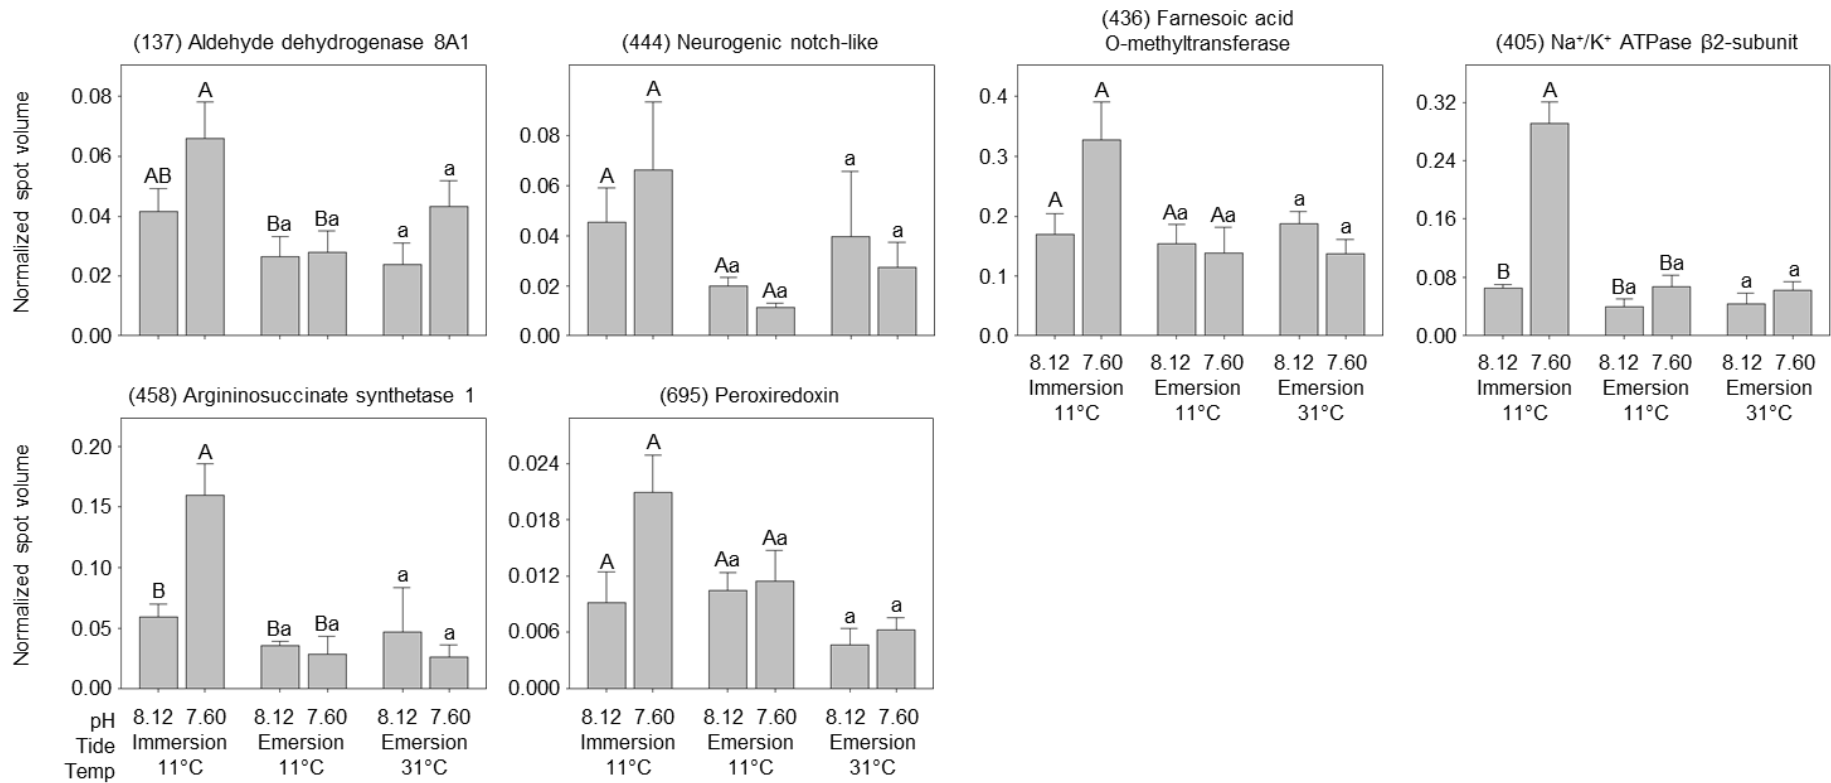 (137) Aldehyde dehydrogenase 8A1
Normalized spot volume
0.08
0.06
0.04
0.02
0.00
AB
A
Ba
Ba
a
a
(444) Neurogenic notch-like
0.08
0.06
0.04
0.02
0.00
A
A
Aa
Aa
a
a
(436) Farnesoic acid
O-methyltransferase
0.4
0.3
0.2
0.1
0.0
A
A
Aa
Aa
a
a
8.12 7.60 8.12 7.60 8.12 7.60
Immersion Emersion Emersion
11°C 11°C 31°C
(405) Na⁺/K⁺ ATPase β2-subunit
0.32
0.24
0.16
0.08
0.00
B
A
Ba
Ba
a
a
8.12 7.60 8.12 7.60 8.12 7.60
Immersion Emersion Emersion
11°C 11°C 31°C
(458) Argininosuccinate synthetase 1
Normalized spot volume
0.20
0.15
0.10
0.05
0.00
B
A
Ba
Ba
a
a
pH 8.12 7.60 8.12 7.60 8.12 7.60
Tide Immersion Emersion Emersion
Temp 11°C 11°C 31°C
(695) Peroxiredoxin
0.024
0.018
0.012
0.006
0.000
A
A
Aa
Aa
a
a
8.12 7.60 8.12 7.60 8.12 7.60
Immersion Emersion Emersion
11°C 11°C 31°C